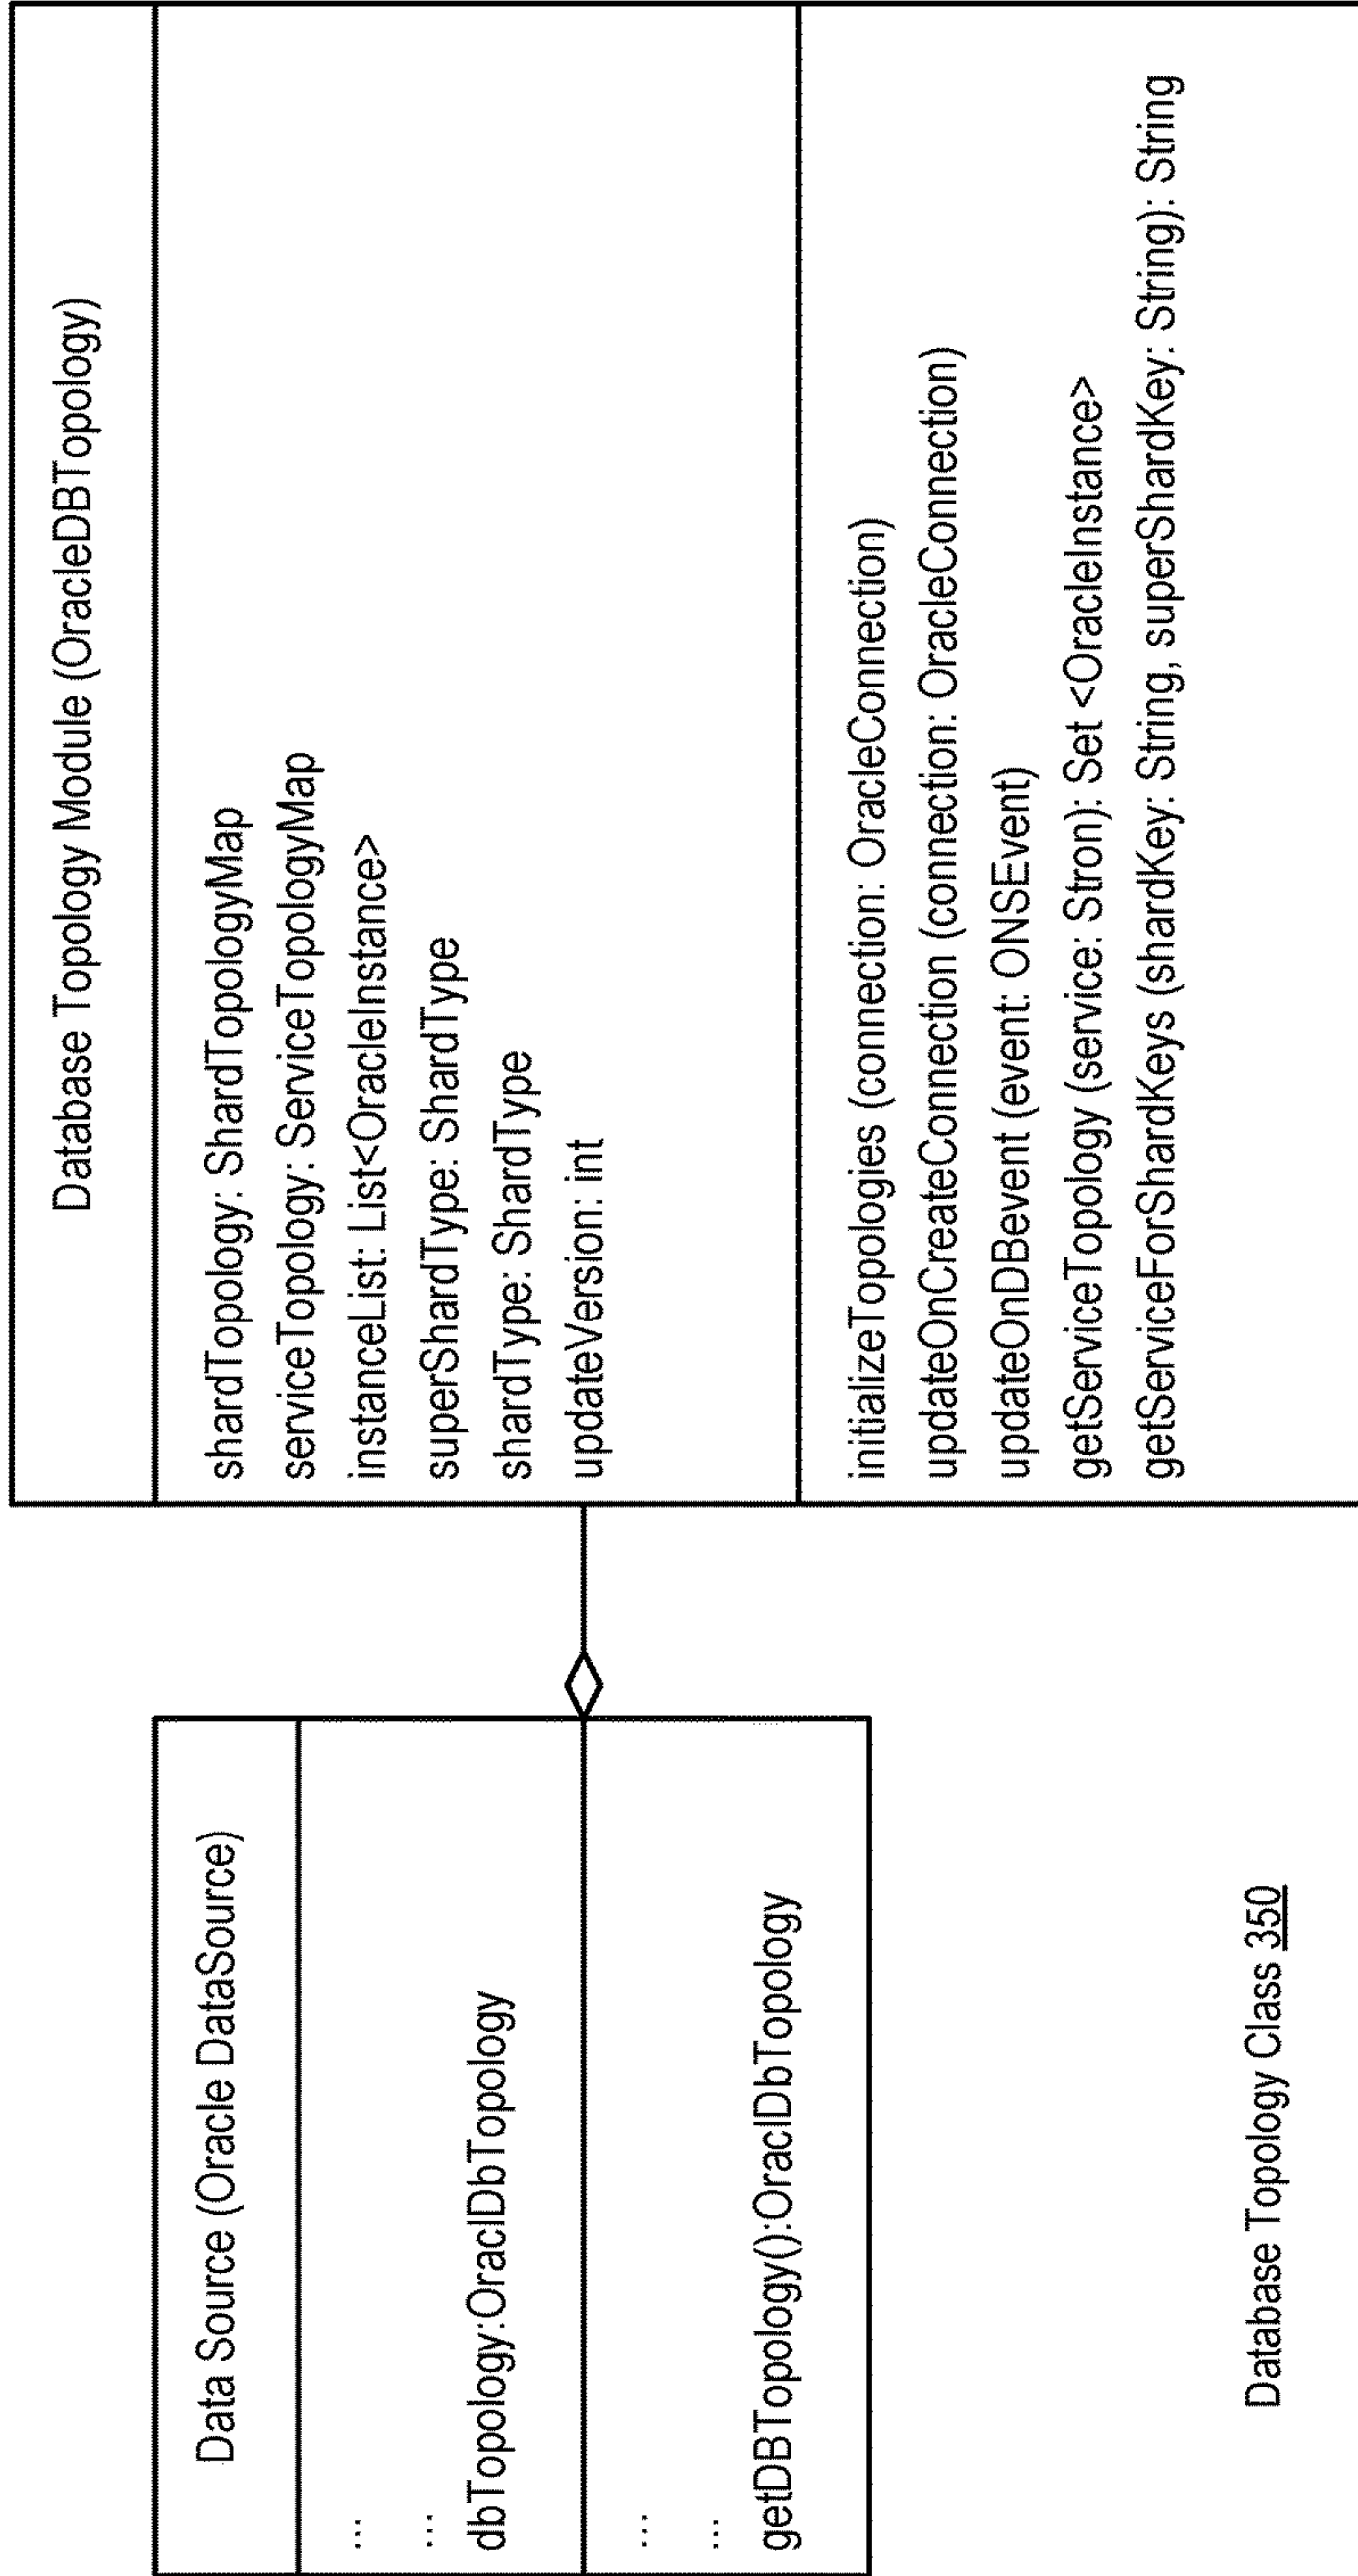 Data Source (Oracle DataSource)
...
...
dbTopology:OraclDbTopology
...
...
getDBTopology():OraclDbTopology
Database Topology Module (OracleDBTopology)
shardTopology: ShardTopologyMap
serviceTopology: ServiceTopologyMap
instanceList: List<OracleInstance>
superShardType: ShardType
shardType: ShardType
updateVersion: int
initializeTopologies (connection: OracleConnection)
updateOnCreateConnection (connection: OracleConnection)
updateOnDBevent (event: ONSEvent)
getServiceTopology (service: Stron): Set <OracleInstance>
getServiceForShardKeys (shardKey: String, superShardKey: String): String
Database Topology Class 350